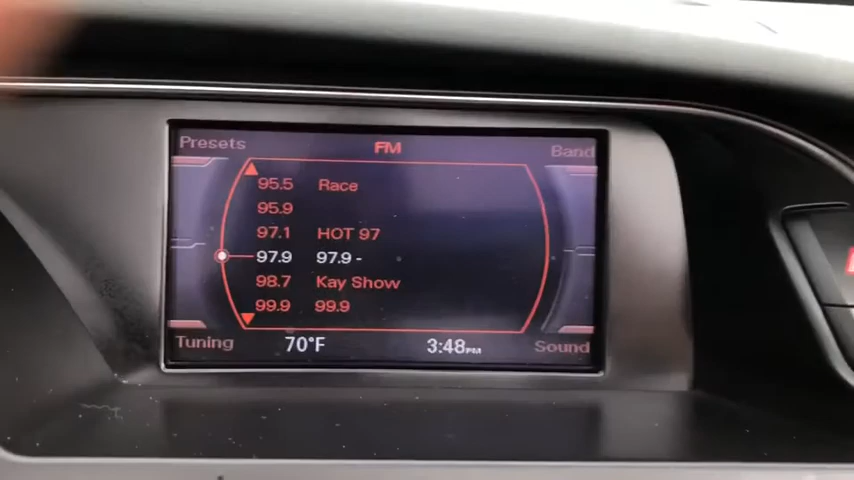 Presets FM Band
95.5 Race
95.9
97.1 HOT 97
97.9 97.9 -
98.7 Kay Show
99.9 99.9
Tuning 70°F 3:48PM Sound